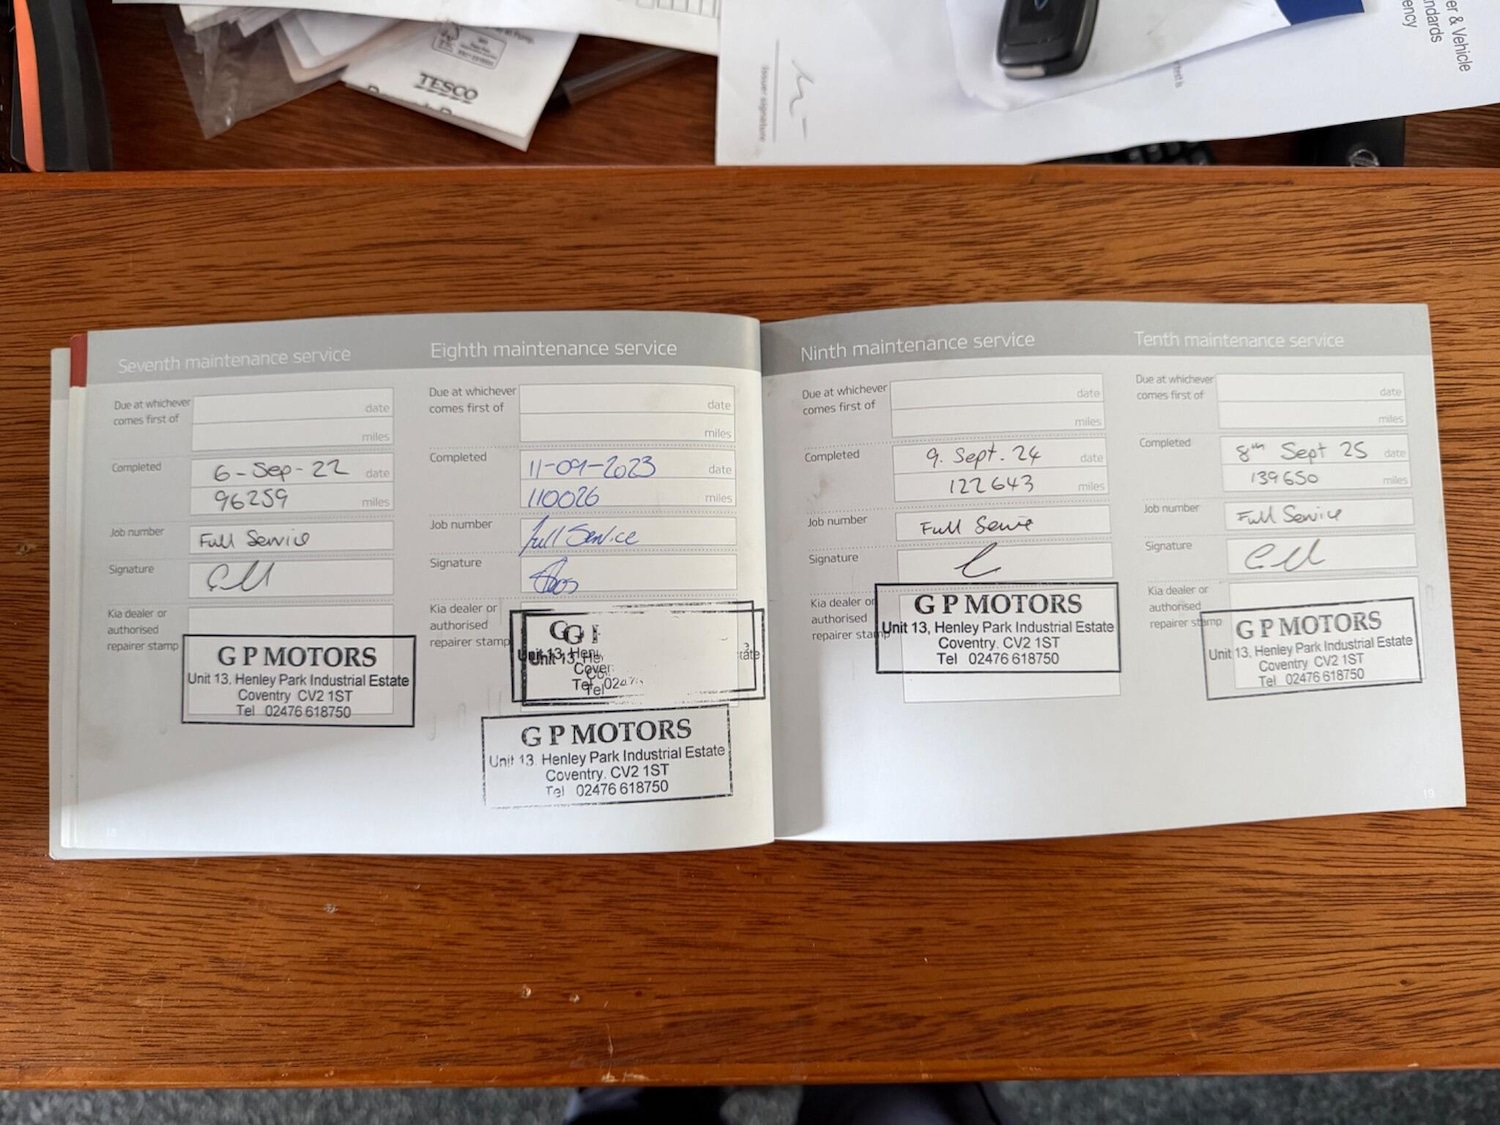 TESCO
Issuer signature
er & Vehicle
ndards
ency
Seventh maintenance service
Due at whichever
comes first of
date
miles
Completed
6-Sep-22 date
96259 miles
Job number
Full Service
Signature
Kia dealer or
authorised
repairer stamp
G P MOTORS
Unit 13, Henley Park Industrial Estate
Coventry CV2 1ST
Tel 02476 618750
18
Eighth maintenance service
Due at whichever
comes first of
date
miles
Completed
11-09-2023 date
110026 miles
Job number
Full Service
Signature
Kia dealer or
authorised
repairer stamp
G P MOTORS
Unit 13, Henley Park Industrial Estate
Coventry. CV2 1ST
Tel 02476 618750
Ninth maintenance service
Due at whichever
comes first of
date
miles
Completed
9. Sept. 24 date
122643 miles
Job number
Full Service
Signature
Kia dealer or
authorised
repairer stamp
G P MOTORS
Unit 13, Henley Park Industrial Estate
Coventry. CV2 1ST
Tel 02476 618750
Tenth maintenance service
Due at whichever
comes first of
date
miles
Completed
8th Sept 25 date
139650 miles
Job number
Full Service
Signature
Kia dealer or
authorised
repairer stamp
G P MOTORS
Unit 13, Henley Park Industrial Estate
Coventry CV2 1ST
Tel 02476 618750
19